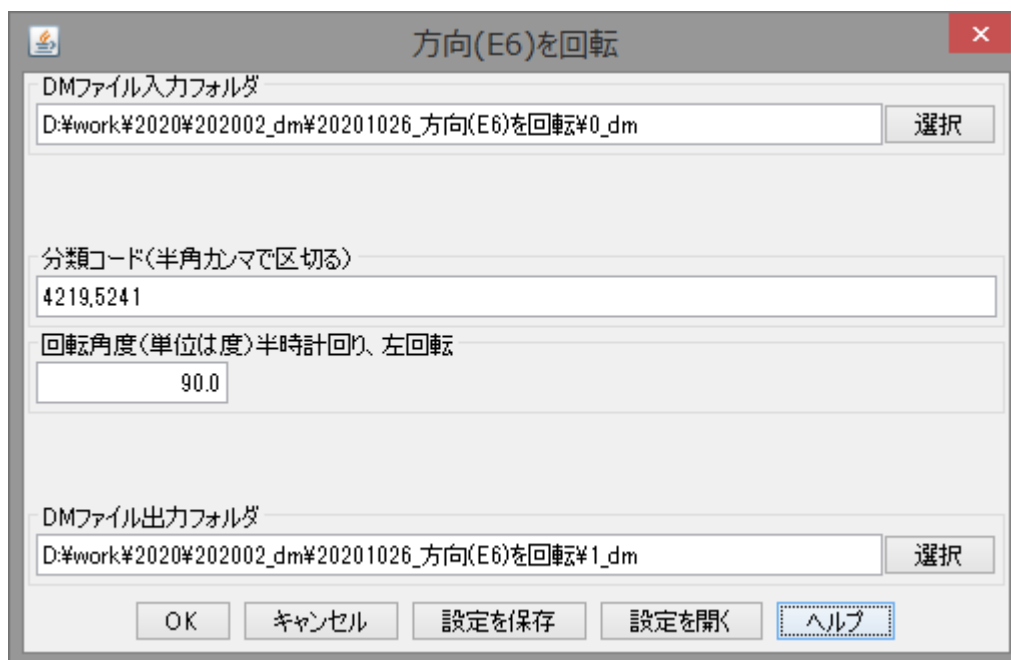 方向(E6)を回転
DMファイル入力フォルダ
D:¥work¥2020¥202002_dm¥20201026_方向(E6)を回転¥0_dm 選択
分類コード(半角カンマで区切る)
4219,5241
回転角度(単位は度)半時計回り、左回転
90.0
DMファイル出力フォルダ
D:¥work¥2020¥202002_dm¥20201026_方向(E6)を回転¥1_dm 選択
OK キャンセル 設定を保存 設定を開く ヘルプ